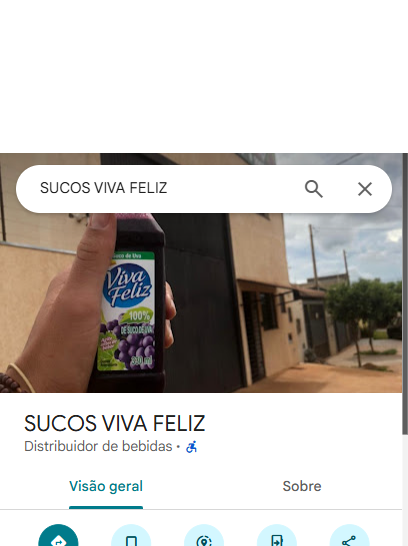 SUCOS VIVA FELIZ
Suco de Uva
Viva
Feliz
100%
DE SUCO DE UVA
SUCOS VIVA FELIZ
Distribuidor de bebidas ·
Visão geral
Sobre